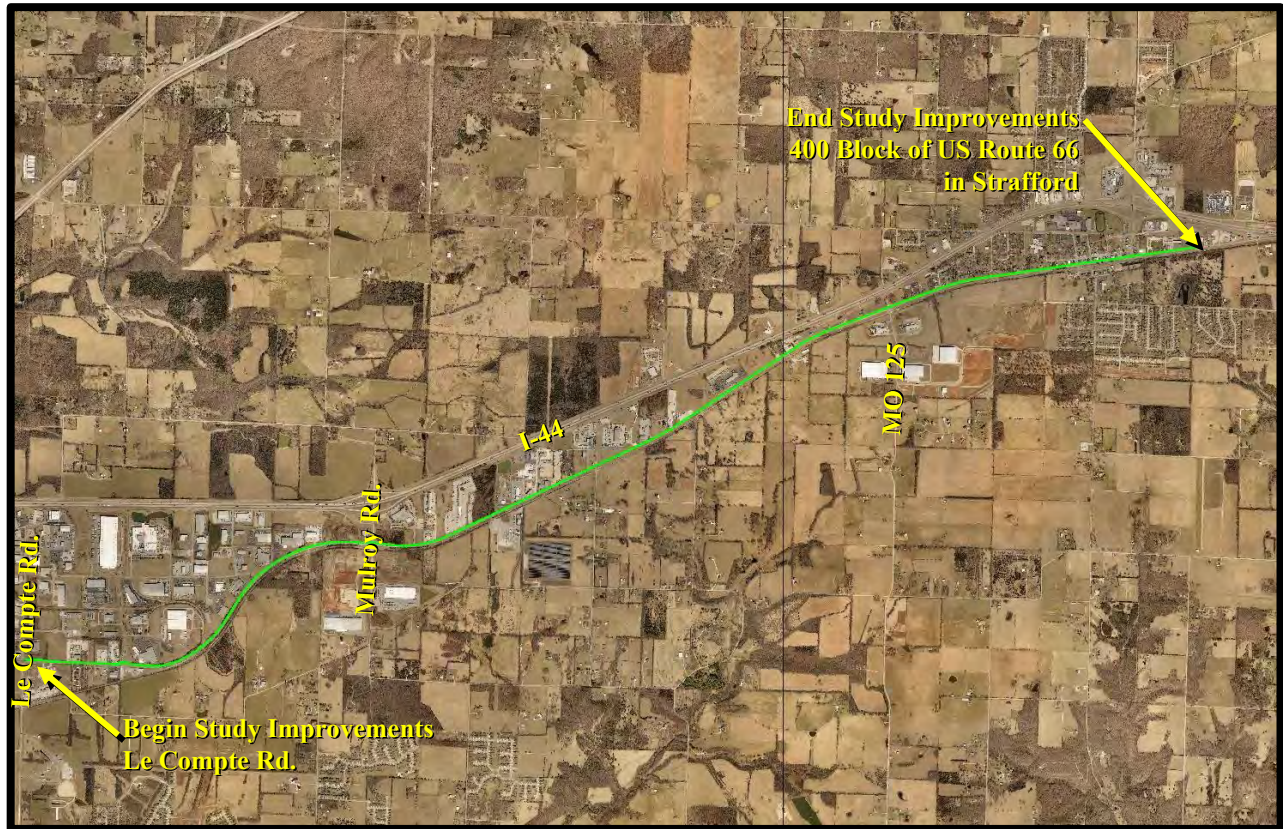 End Study Improvements
400 Block of US Route 66
in Strafford
MO 125
I-44
Mulroy Rd.
Le Compte Rd.
Begin Study Improvements
Le Compte Rd.